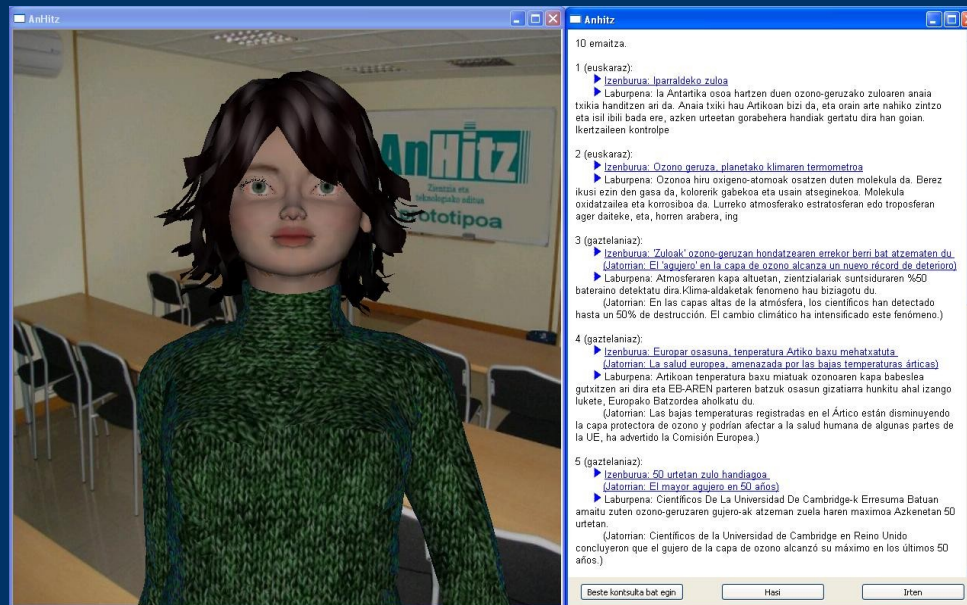 AnHitz
AnHitz
Zientzia eta
teknologiako aditua
prototipoa
Anhitz
10 emaitza.
1 (euskaraz):
Izenburua: Iparraldeko zuloa
Laburpena: Ia Antartika osoa hartzen duen ozono-geruzako zuloaren anaia
txikia handitzen ari da. Anaia txiki hau Artikoan bizi da, eta orain arte nahiko zintzo
eta isil ibili bada ere, azken urteetan gorabehera handiak gertatu dira han goian.
Ikertzaileen kontrolpe
2 (euskaraz):
Izenburua: Ozono geruza, planetako klimaren termometroa
Laburpena: Ozonoa hiru oxigeno-atomoak osatzen duten molekula da. Berez
ikusi ezin den gasa da, kolorerik gabekoa eta usain atseginekoa. Molekula
oxidatzailea eta korrosiboa da. Lurreko atmosferako estratosferan edo troposferan
ager daiteke, eta, horren arabera, ing
3 (gaztelaniaz):
Izenburua: 'Zuloak' ozono-geruzan hondatzearen errekor berri bat atzematen du
(Jatorrian: El 'agujero' en la capa de ozono alcanza un nuevo récord de deterioro)
Laburpena: Atmosferaren kapa altuetan, zientzialariak suntsiduraren %50
bateraino detektatu dira.Klima-aldaketak fenomeno hau biziagotu du.
(Jatorrian: En las capas altas de la atmósfera, los científicos han detectado
hasta un 50% de destrucción. El cambio climático ha intensificado este fenómeno.)
4 (gaztelaniaz):
Izenburua: Europar osasuna, tenperatura Artiko baxu mehatxatuta
(Jatorrian: La salud europea, amenazada por las bajas temperaturas árticas)
Laburpena: Artikoan tenperatura baxu miatuak ozonoaren kapa babeslea
gutxitzen ari dira eta EB-AREN parteren batzuk osasun gizatiarra hunkitu ahal izango
lukete, Europako Batzordea aholkatu du.
(Jatorrian: Las bajas temperaturas registradas en el Ártico están disminuyendo
la capa protectora de ozono y podrían afectar a la salud humana de algunas partes de
la UE, ha advertido la Comisión Europea.)
5 (gaztelaniaz):
Izenburua: 50 urtetan zulo handiagoa
(Jatorrian: El mayor agujero en 50 años)
Laburpena: Científicos De La Universidad De Cambridge-k Erresuma Batuan
amaitu zuten ozono-geruzaren gujero-ak atzeman zuela haren maximoa Azkenetan 50
urtetan.
(Jatorrian: Científicos de la Universidad de Cambridge en Reino Unido
concluyeron que el gujero de la capa de ozono alcanzó su máximo en los últimos 50
años.)
Beste kontsulta bat egin
Hasi
Irten